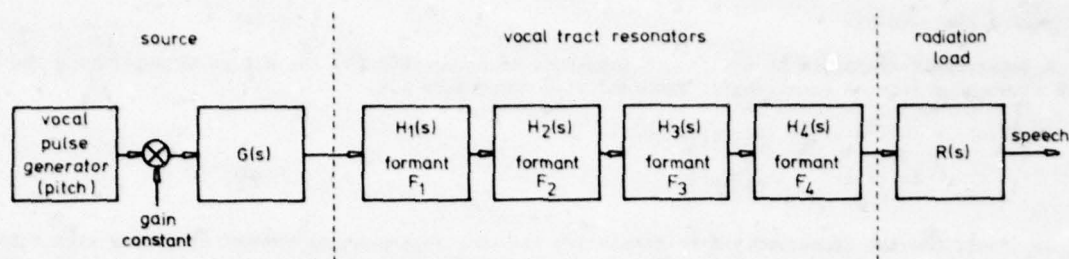 source
vocal tract resonators
radiation
load
vocal
pulse
generator
(pitch)
gain
constant
G(s)
H1(s)
formant
F1
H2(s)
formant
F2
H3(s)
formant
F3
H4(s)
formant
F4
R(s)
speech